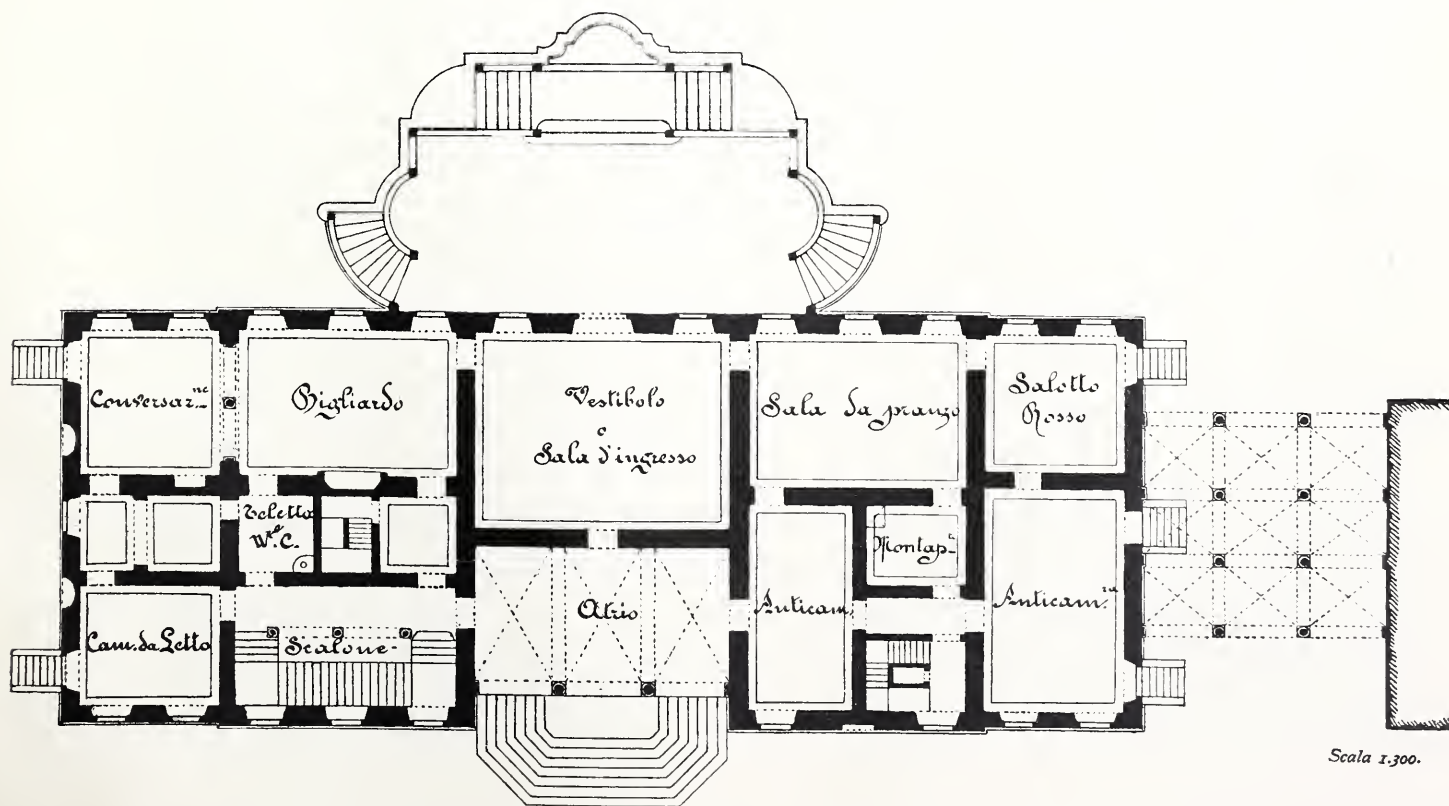 Conversaz.ne
Bigliardo
Vestibolo
e
Sala d'ingresso
Sala da pranzo
Salotto
Rosso
Toletta
W.C.
Montap.i
Cam. da Letto
Scalone
Atrio
Anticam.
Anticam.ra
Scala 1.300.